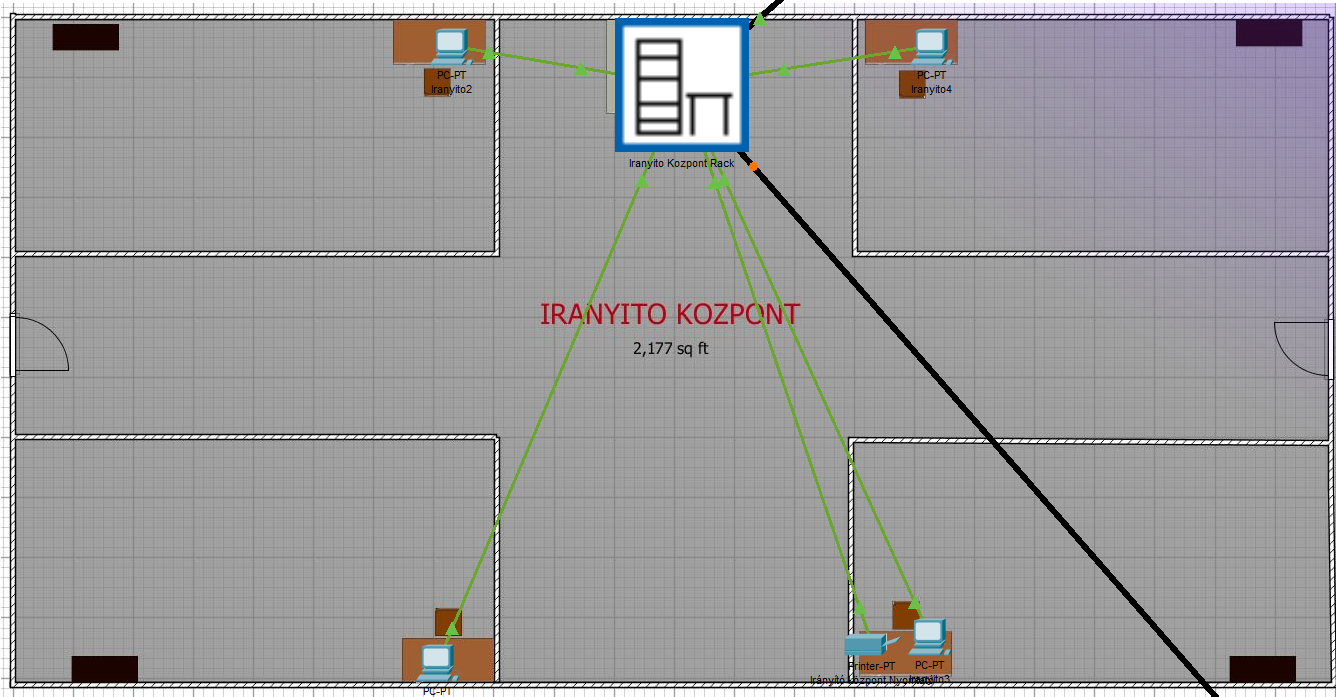 PC-PT
Iranyito2
Iranyito Kozpont Rack
PC-PT
Iranyito4
IRANYITO KOZPONT
2,177 sq ft
PC-PT
Printer-PT
Irányító Központ Nyomtató
PC-PT
Iranyito3